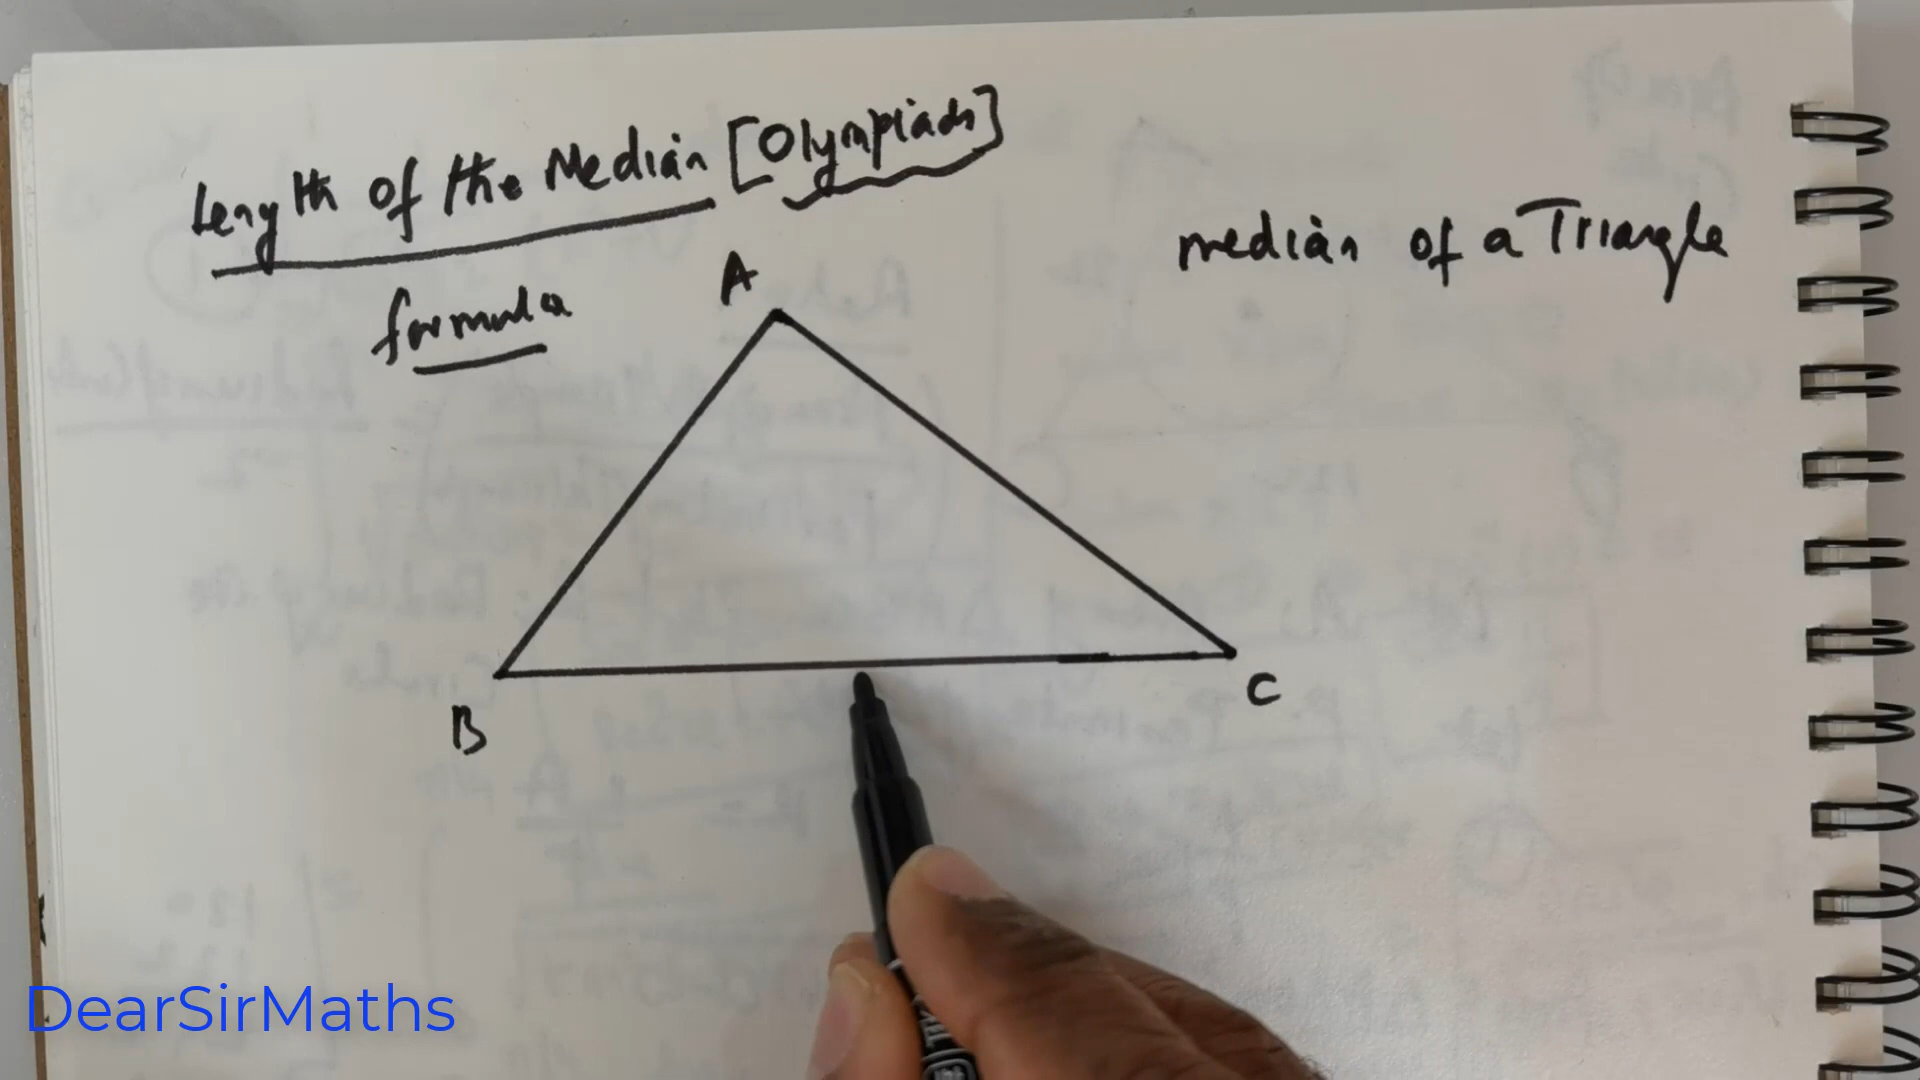 Length of the Median [Olympiads]
formula
median of a Triangle
A
B
C
DearSirMaths